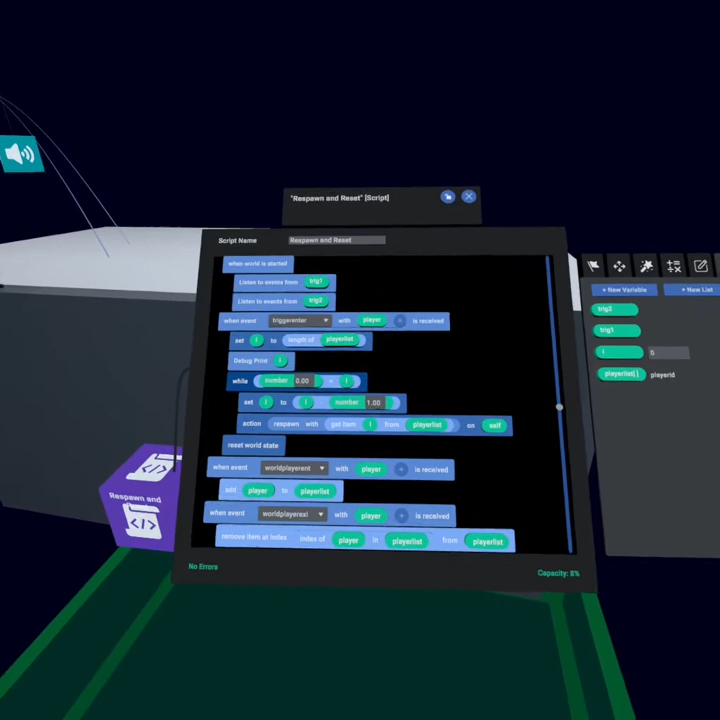 "Respawn and Reset" [Script]
Script Name Respawn and Reset
when world is started
Listen to events from trig1
Listen to events from trig2
when event triggerenter with player + is received
set i to length of playerlist
Debug Print i
while number 0.00 < i
set i to i number 1.00
action respawn with get item i from playerlist on self
reset world state
when event worldplayerent with player + is received
add player to playerlist
when event worldplayerexi with player + is received
remove item at index index of player in playerlist from playerlist
No Errors
Capacity: 8%
+ New Variable + New List
trig2
trig1
i 0
playerlist[] playerid
Respawn and